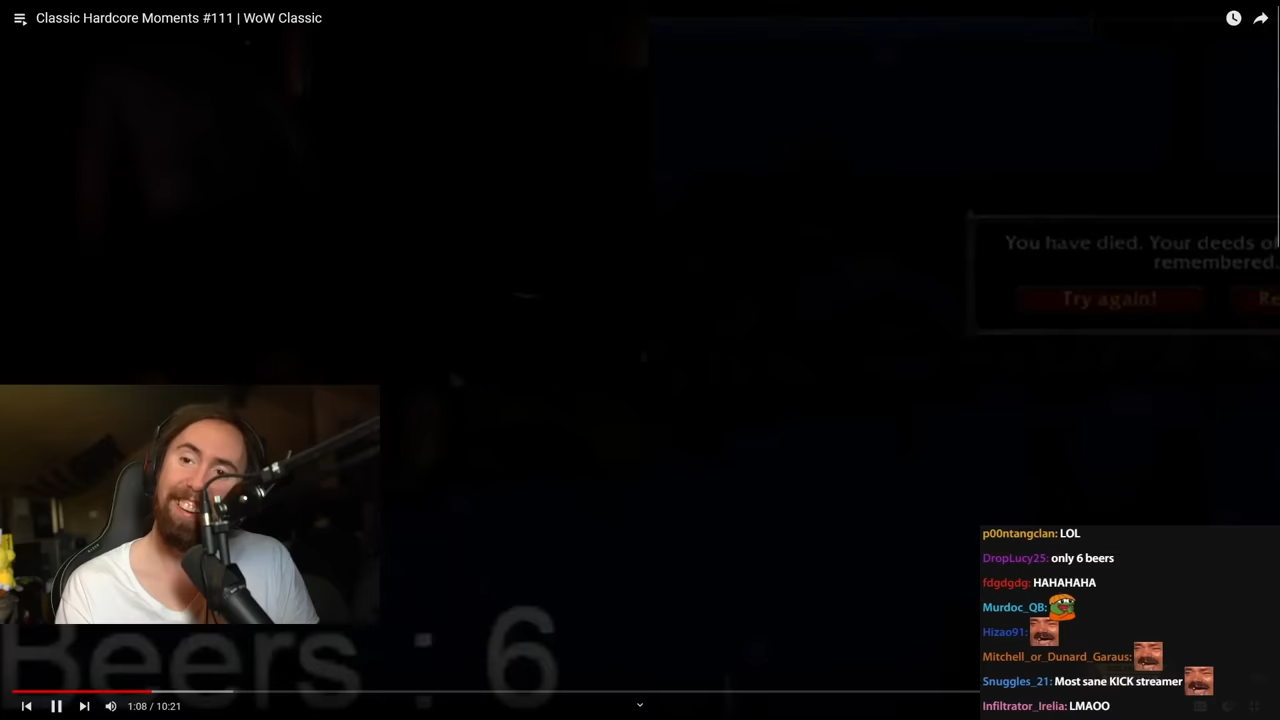 Classic Hardcore Moments #111 | WoW Classic
You have died. Your deeds
remembered
Try again!
p00ntangclan: LOL
DropLucy25: only 6 beers
fdgdgdg: HAHAHAHA
Murdoc_QB:
Hizao91:
Mitchell_or_Dunard_Garaus:
Snuggles_21: Most sane KICK streamer
Infiltrator_Irelia: LMAOO
Beers : 6
1:08 / 10:21